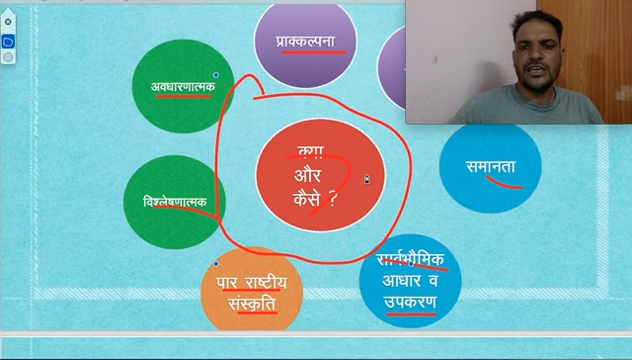 प्राक्कल्पना
अवधारणात्मक
क्या
और
कैसे ?
समानता
विश्लेषणात्मक
सार्वभौमिक
आधार व
उपकरण
पार राष्ट्रीय
संस्कृति